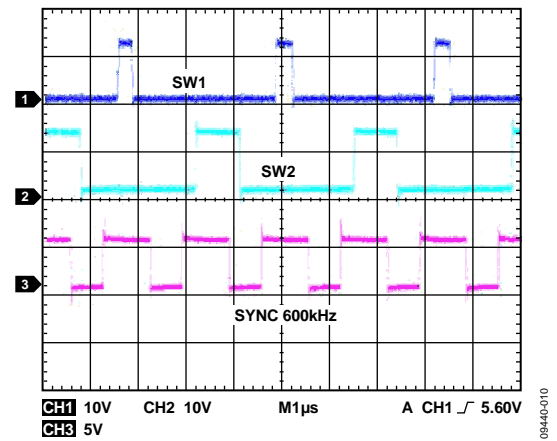 SW1
1
SW2
2
3
SYNC 600kHz
CH1 10V CH2 10V M1µs A CH1 5.60V
CH3 5V
09440-010